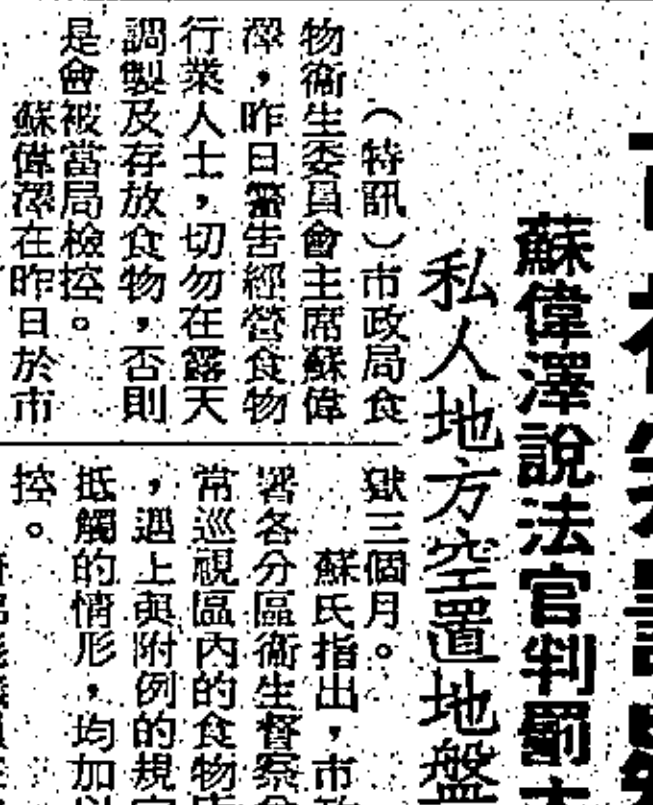 蘇偉澤說法官判罰
私人地方空置地盤
（特訊）市政局食
物衞生委員會主席蘇偉
澤，昨日警告經營食物
行業人士，切勿在露天
調製及存放食物，否則
是會被當局檢控。
蘇偉澤在昨日於市
獄三個月。
蘇氏指出，市政
署各分區衞生督察
常巡視區內的食物
，遇上與附例的規定
抵觸的情形，均加以
控。